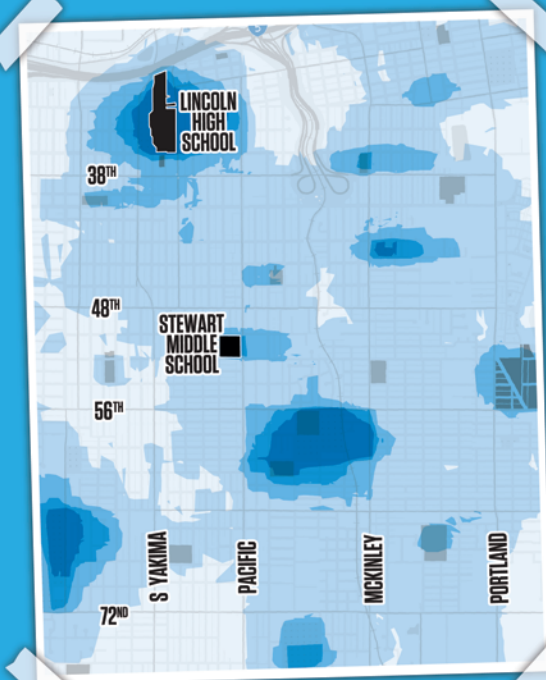 LINCOLN
HIGH
SCHOOL
38TH
48TH
STEWART
MIDDLE
SCHOOL
56TH
S YAKIMA
PACIFIC
MCKINLEY
PORTLAND
72ND